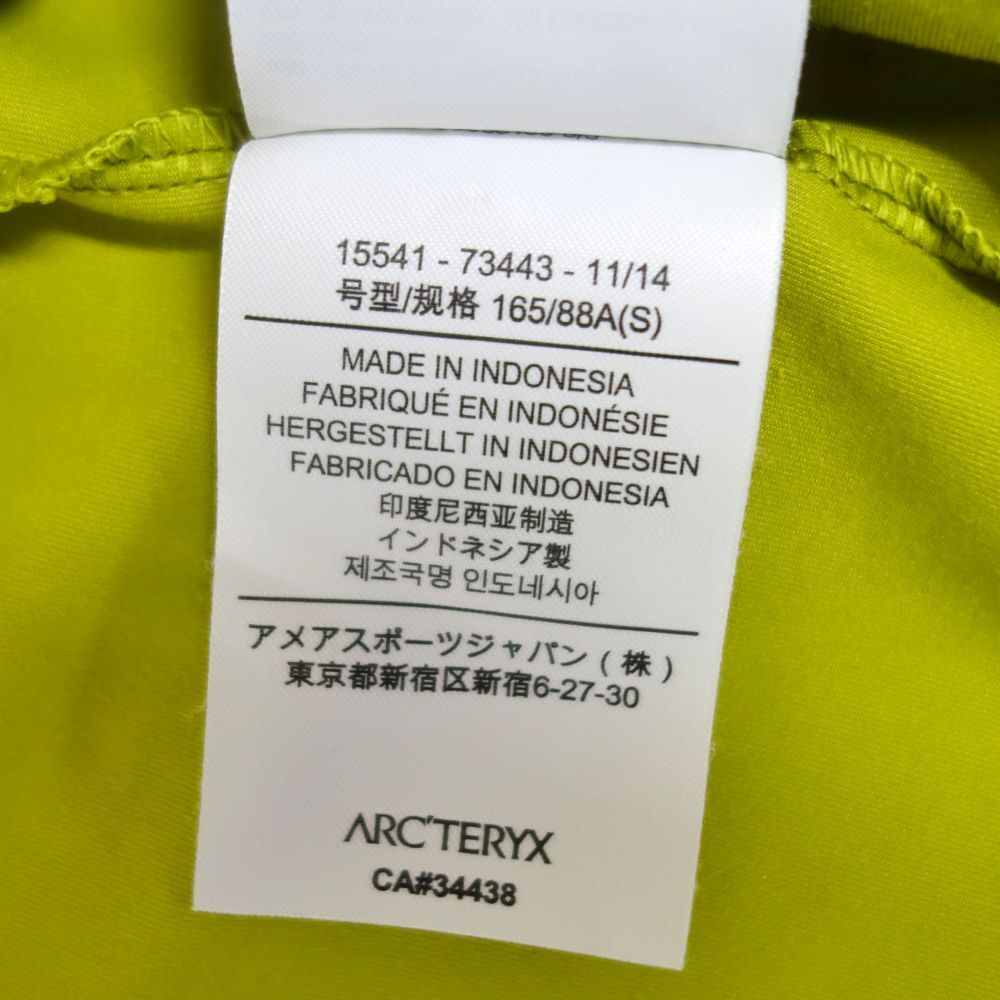 15541 - 73443 - 11/14
号型/规格 165/88A(S)
MADE IN INDONESIA
FABRIQUÉ EN INDONÉSIE
HERGESTELLT IN INDONESIEN
FABRICADO EN INDONESIA
印度尼西亚制造
インドネシア製
제조국명 인도네시아
アメアスポーツジャパン ( 株 )
東京都新宿区新宿6-27-30
ARC'TERYX
CA#34438